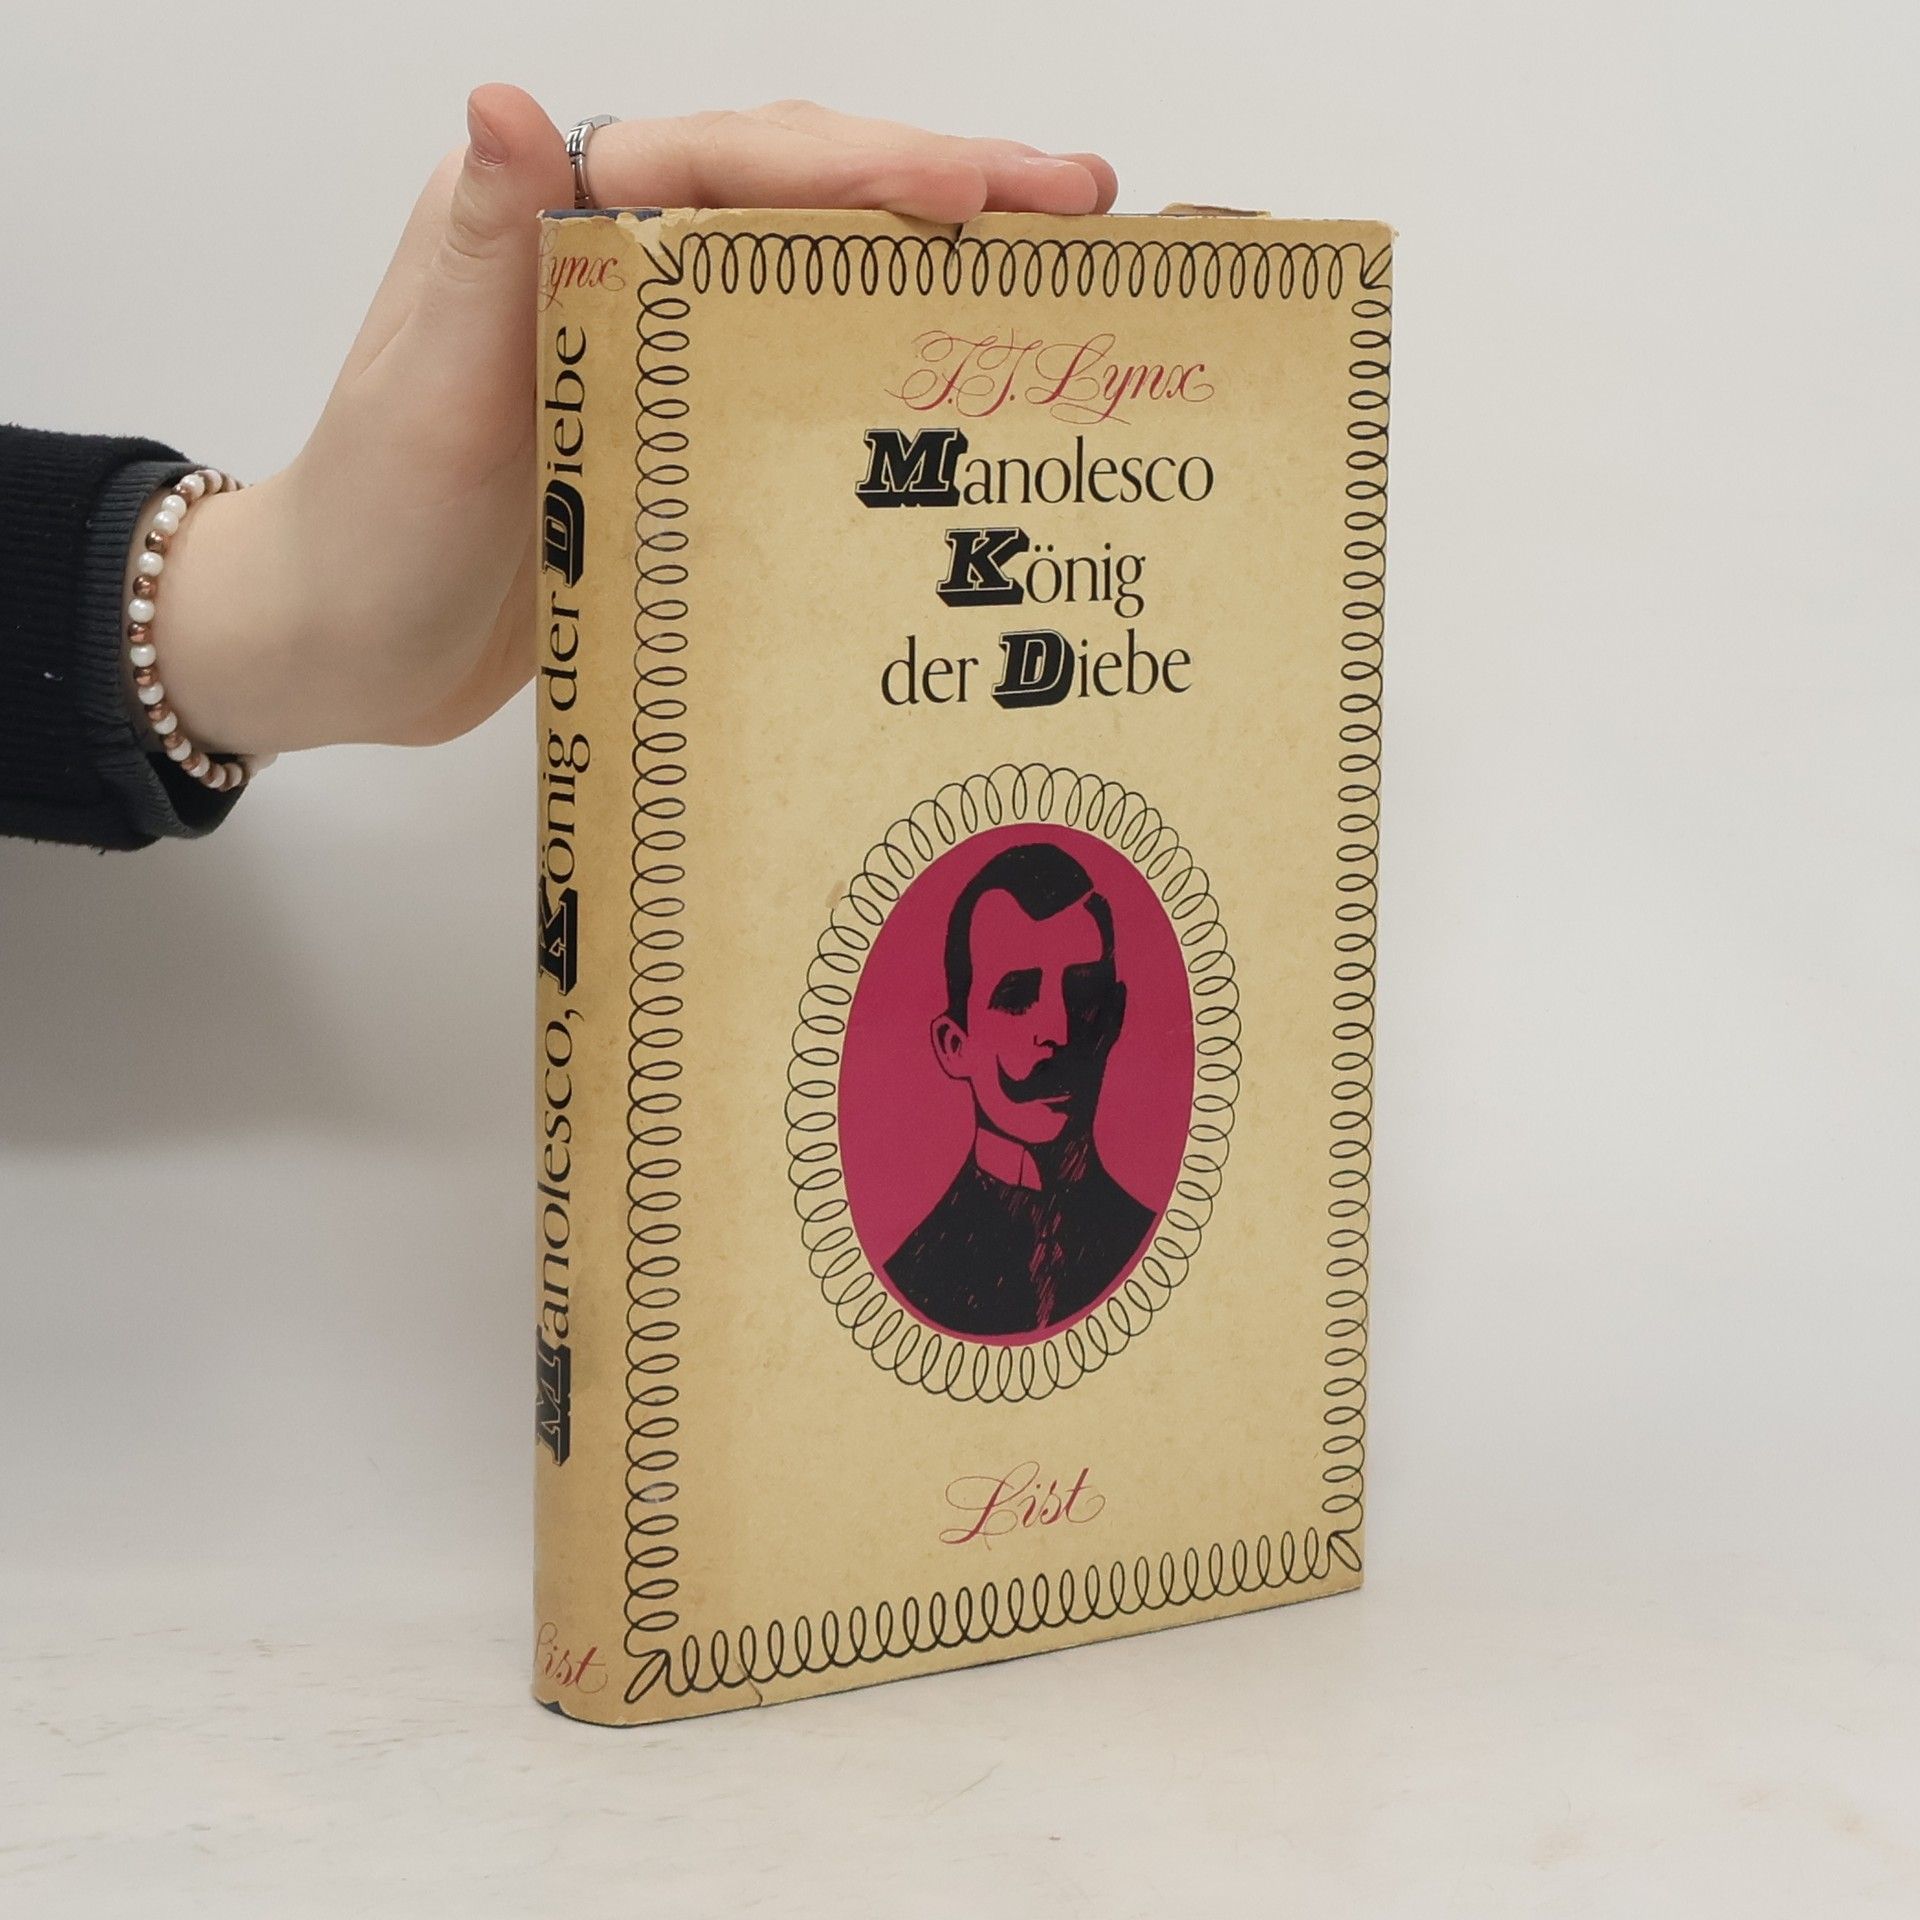 J.J. Lynx
Manolesco
König
der Diebe
List
Lynx
Manolesco, König der Diebe
List